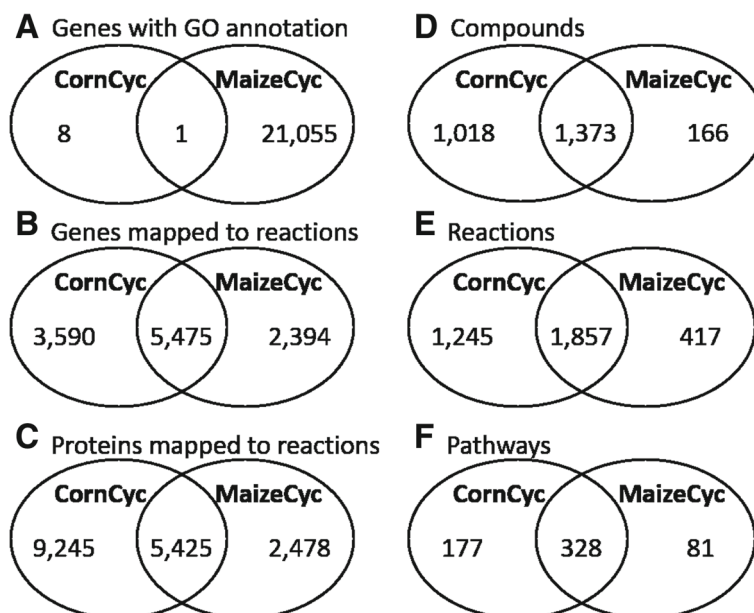 A Genes with GO annotation
CornCyc MaizeCyc
8 1 21,055
B Genes mapped to reactions
CornCyc MaizeCyc
3,590 5,475 2,394
C Proteins mapped to reactions
CornCyc MaizeCyc
9,245 5,425 2,478
D Compounds
CornCyc MaizeCyc
1,018 1,373 166
E Reactions
CornCyc MaizeCyc
1,245 1,857 417
F Pathways
CornCyc MaizeCyc
177 328 81